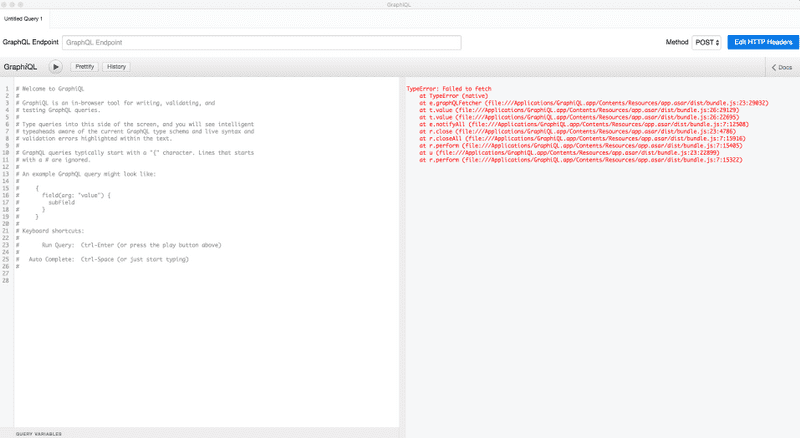 GraphiQL
Untitled Query 1
GraphQL Endpoint GraphQL Endpoint Method POST Edit HTTP Headers
GraphiQL Prettify History Docs
1 # Welcome to GraphiQL
2 #
3 # GraphiQL is an in-browser tool for writing, validating, and
4 # testing GraphQL queries.
5 #
6 # Type queries into this side of the screen, and you will see intelligent
7 # typeaheads aware of the current GraphQL type schema and live syntax and
8 # validation errors highlighted within the text.
9 #
10 # GraphQL queries typically start with a "{" character. Lines that starts
11 # with a # are ignored.
12 #
13 # An example GraphQL query might look like:
14 #
15 # {
16 # field(arg: "value") {
17 # subField
18 # }
19 # }
20 #
21 # Keyboard shortcuts:
22 #
23 # Run Query: Ctrl-Enter (or press the play button above)
24 #
25 # Auto Complete: Ctrl-Space (or just start typing)
26 #
27
28
QUERY VARIABLES
TypeError: Failed to fetch
at TypeError (native)
at e.graphQLFetcher (file:///Applications/GraphiQL.app/Contents/Resources/app.asar/dist/bundle.js:23:29032)
at t.value (file:///Applications/GraphiQL.app/Contents/Resources/app.asar/dist/bundle.js:26:29129)
at t.value (file:///Applications/GraphiQL.app/Contents/Resources/app.asar/dist/bundle.js:26:22695)
at e.notifyAll (file:///Applications/GraphiQL.app/Contents/Resources/app.asar/dist/bundle.js:7:12508)
at r.close (file:///Applications/GraphiQL.app/Contents/Resources/app.asar/dist/bundle.js:23:4786)
at r.closeAll (file:///Applications/GraphiQL.app/Contents/Resources/app.asar/dist/bundle.js:7:15916)
at r.perform (file:///Applications/GraphiQL.app/Contents/Resources/app.asar/dist/bundle.js:7:15405)
at u (file:///Applications/GraphiQL.app/Contents/Resources/app.asar/dist/bundle.js:23:22899)
at r.perform (file:///Applications/GraphiQL.app/Contents/Resources/app.asar/dist/bundle.js:7:15322)